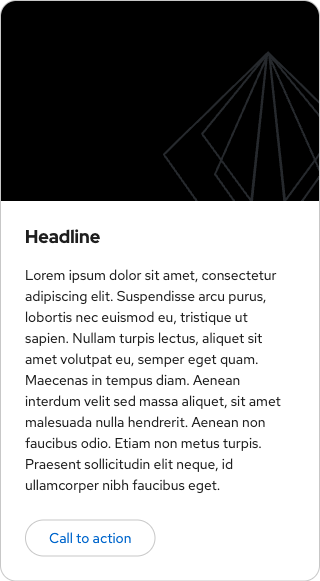 Headline
Lorem ipsum dolor sit amet, consectetur
adipiscing elit. Suspendisse arcu purus,
lobortis nec euismod eu, tristique ut
sapien. Nullam turpis lectus, aliquet sit
amet volutpat eu, semper eget quam.
Maecenas in tempus diam. Aenean
interdum velit sed massa aliquet, sit amet
malesuada nulla hendrerit. Aenean non
faucibus odio. Etiam non metus turpis.
Praesent sollicitudin elit neque, id
ullamcorper nibh faucibus eget.
Call to action